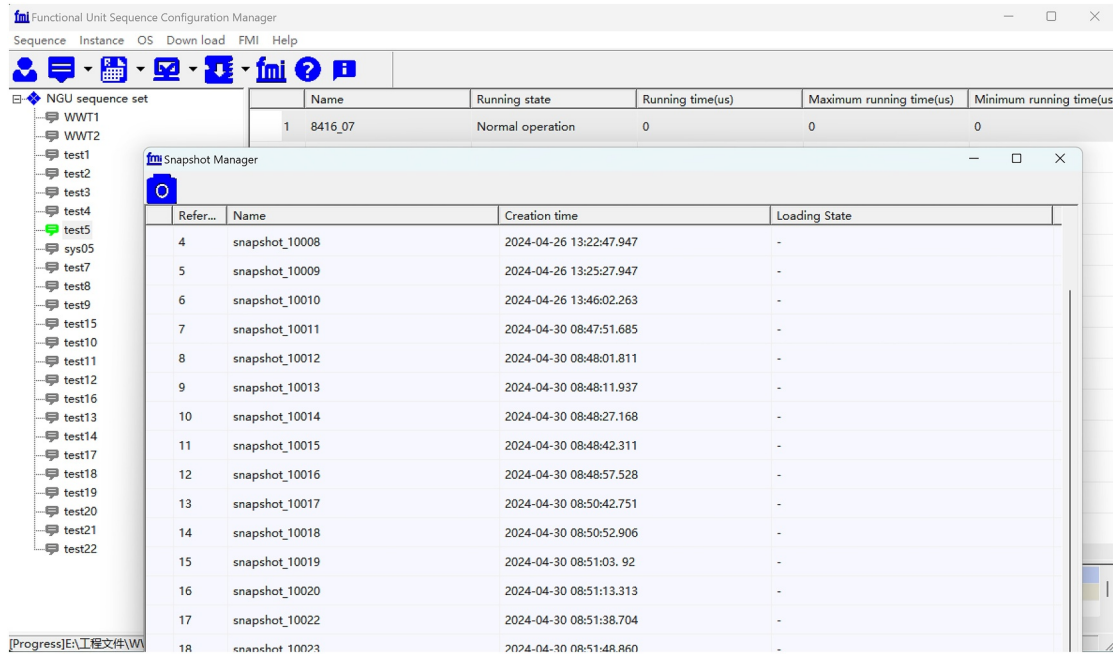 fmi Functional Unit Sequence Configuration Manager
Sequence Instance OS Down load FMI Help
fmi
NGU sequence set
WWT1
WWT2
test1
test2
test3
test4
test5
sys05
test7
test8
test9
test15
test10
test11
test12
test16
test13
test14
test17
test18
test19
test20
test21
test22
Name Running state Running time(us) Maximum running time(us) Minimum running time(us
1 8416_07 Normal operation 0 0 0
fmi Snapshot Manager
Refer... Name Creation time Loading State
4 snapshot_10008 2024-04-26 13:22:47.947 -
5 snapshot_10009 2024-04-26 13:25:27.947 -
6 snapshot_10010 2024-04-26 13:46:02.263 -
7 snapshot_10011 2024-04-30 08:47:51.685 -
8 snapshot_10012 2024-04-30 08:48:01.811 -
9 snapshot_10013 2024-04-30 08:48:11.937 -
10 snapshot_10014 2024-04-30 08:48:27.168 -
11 snapshot_10015 2024-04-30 08:48:42.311 -
12 snapshot_10016 2024-04-30 08:48:57.528 -
13 snapshot_10017 2024-04-30 08:50:42.751 -
14 snapshot_10018 2024-04-30 08:50:52.906 -
15 snapshot_10019 2024-04-30 08:51:03. 92 -
16 snapshot_10020 2024-04-30 08:51:13.313 -
17 snapshot_10022 2024-04-30 08:51:38.704 -
18 snapshot_10023 2024-04-30 08:51:48.860
[Progress]E:\工程文件\W\